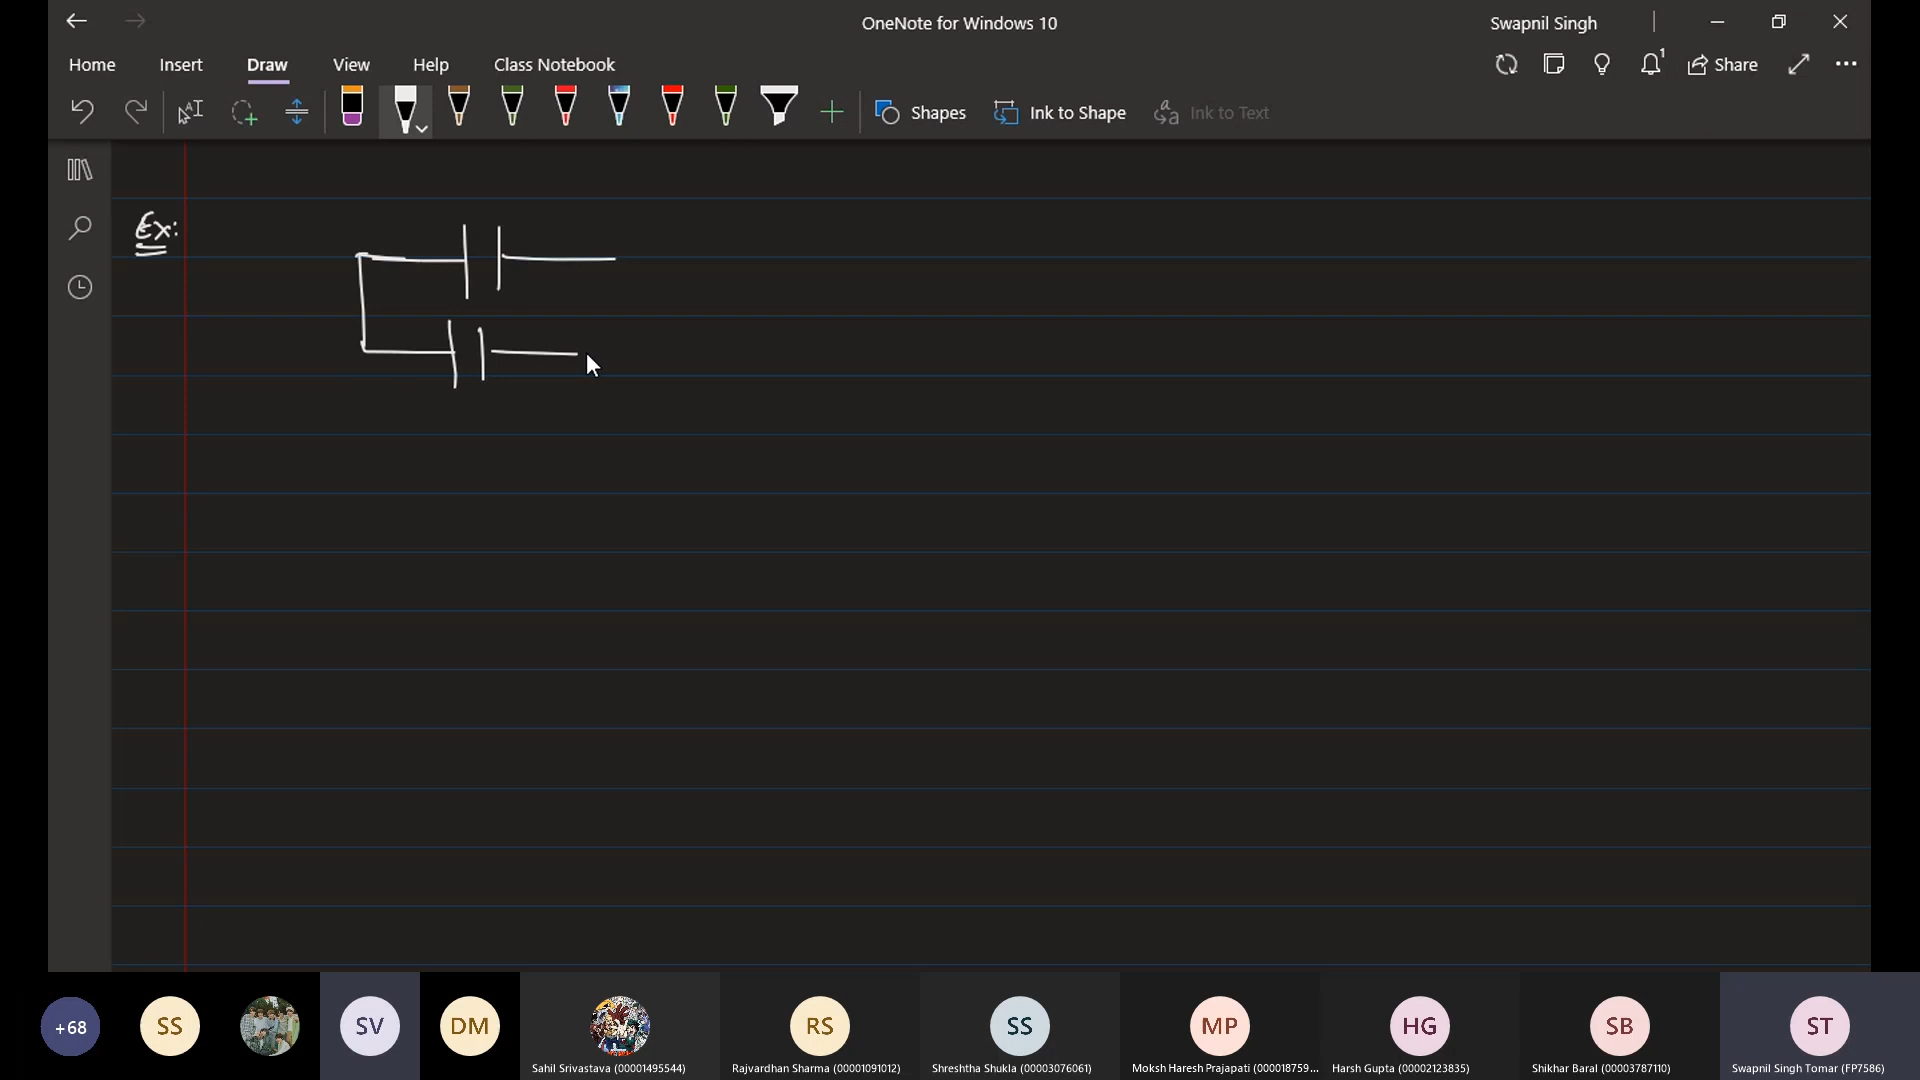 OneNote for Windows 10
Swapnil Singh
Home Insert Draw View Help Class Notebook
1
Share
Shapes
Ink to Shape
Ink to Text
Ex:
+68 SS SV DM RS SS MP HG SB ST
Sahil Srivastava (00001495544) Rajvardhan Sharma (00001091012) Shreshtha Shukla (00003076061) Moksh Haresh Prajapati (000018759... Harsh Gupta (00002123835) Shikhar Baral (00003787110) Swapnil Singh Tomar (FP7586)